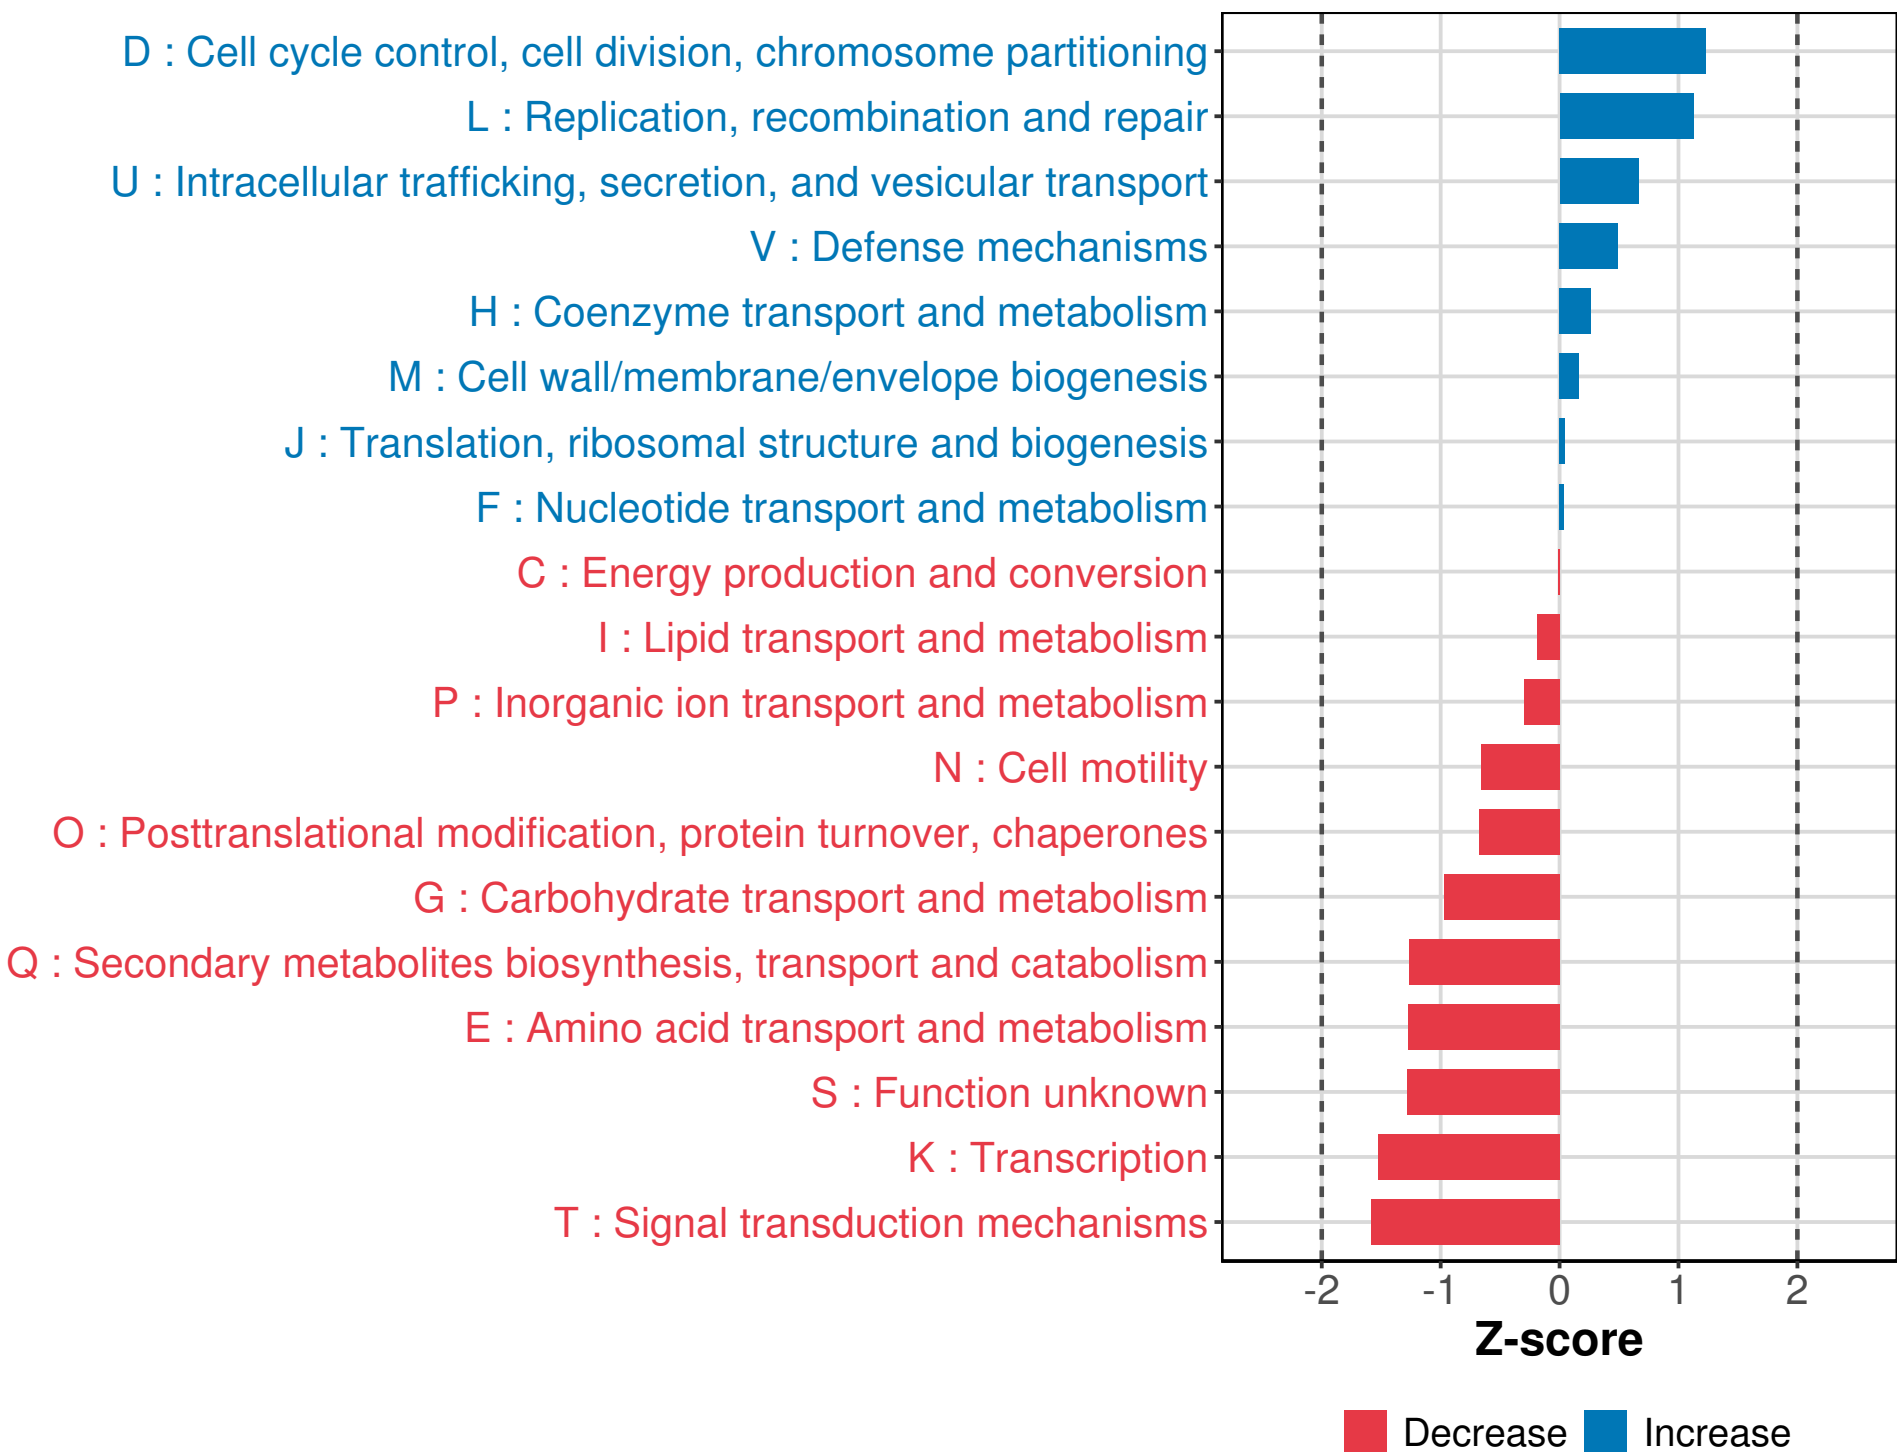 D : Cell cycle control, cell division, chromosome partitioning
L : Replication, recombination and repair
U : Intracellular trafficking, secretion, and vesicular transport
V : Defense mechanisms
H : Coenzyme transport and metabolism
M : Cell wall/membrane/envelope biogenesis
J : Translation, ribosomal structure and biogenesis
F : Nucleotide transport and metabolism
C : Energy production and conversion
I : Lipid transport and metabolism
P : Inorganic ion transport and metabolism
N : Cell motility
O : Posttranslational modification, protein turnover, chaperones
G : Carbohydrate transport and metabolism
Q : Secondary metabolites biosynthesis, transport and catabolism
E : Amino acid transport and metabolism
S : Function unknown
K : Transcription
T : Signal transduction mechanisms
-2 -1 0 1 2
Z-score
Decrease Increase